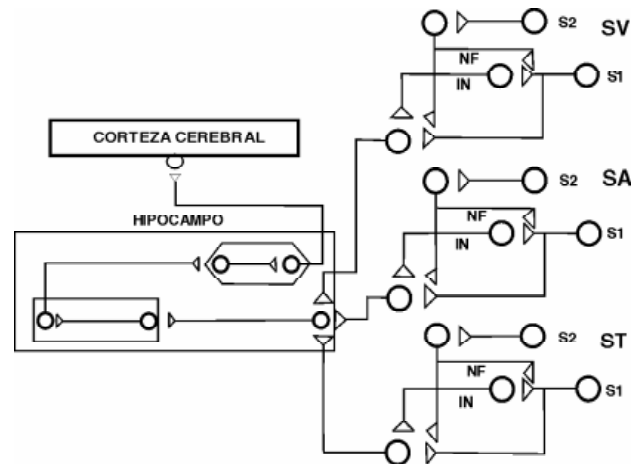 S2 SV
NF
IN
S1
CORTEZA CEREBRAL
S2 SA
HIPOCAMPO
NF
IN
S1
S2 ST
NF
IN
S1